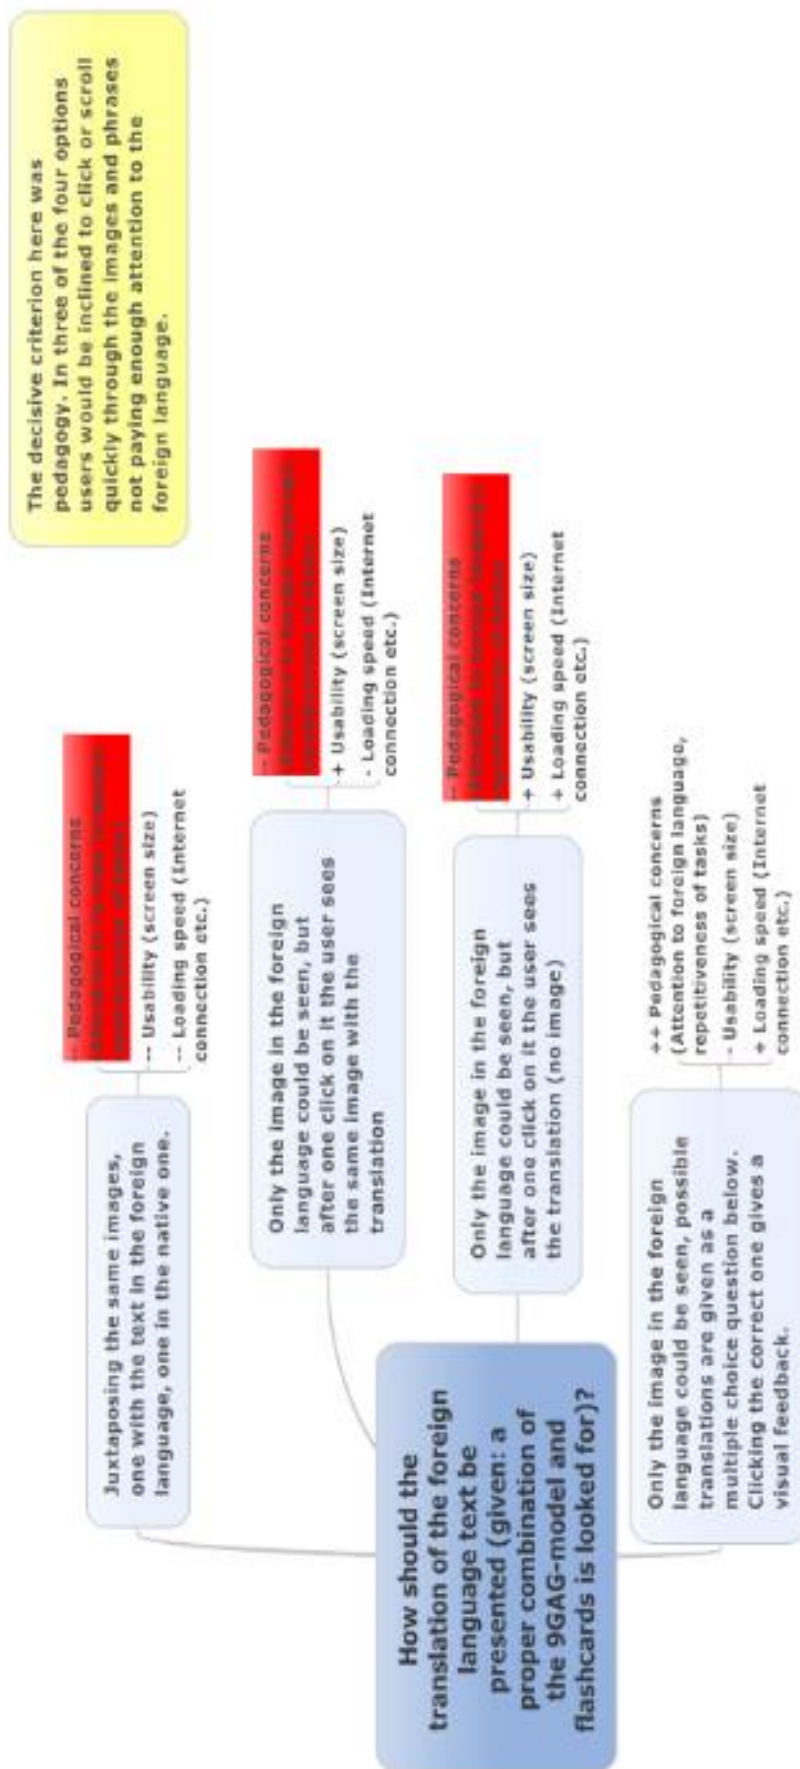 The decisive criterion here was
pedagogy. In three of the four options
users would be inclined to click or scroll
quickly through the images and phrases
not paying enough attention to the
foreign language.
How should the
translation of the foreign
language text be
presented (given: a
proper combination of
the 9GAG-model and
flashcards is looked for)?
Juxtaposing the same images,
one with the text in the foreign
language, one in the native one.
-- Pedagogical concerns
-- Usability (screen size)
-- Loading speed (Internet
connection etc.)
Only the image in the foreign
language could be seen, but
after one click on it the user sees
the same image with the
translation
-- Pedagogical concerns
+ Usability (screen size)
- Loading speed (Internet
connection etc.)
Only the image in the foreign
language could be seen, but
after one click on it the user sees
the translation (no image)
-- Pedagogical concerns
+ Usability (screen size)
+ Loading speed (Internet
connection etc.)
Only the image in the foreign
language could be seen, possible
translations are given as a
multiple choice question below.
Clicking the correct one gives a
visual feedback.
++ Pedagogical concerns
(Attention to foreign language,
repetitiveness of tasks)
- Usability (screen size)
+ Loading speed (Internet
connection etc.)